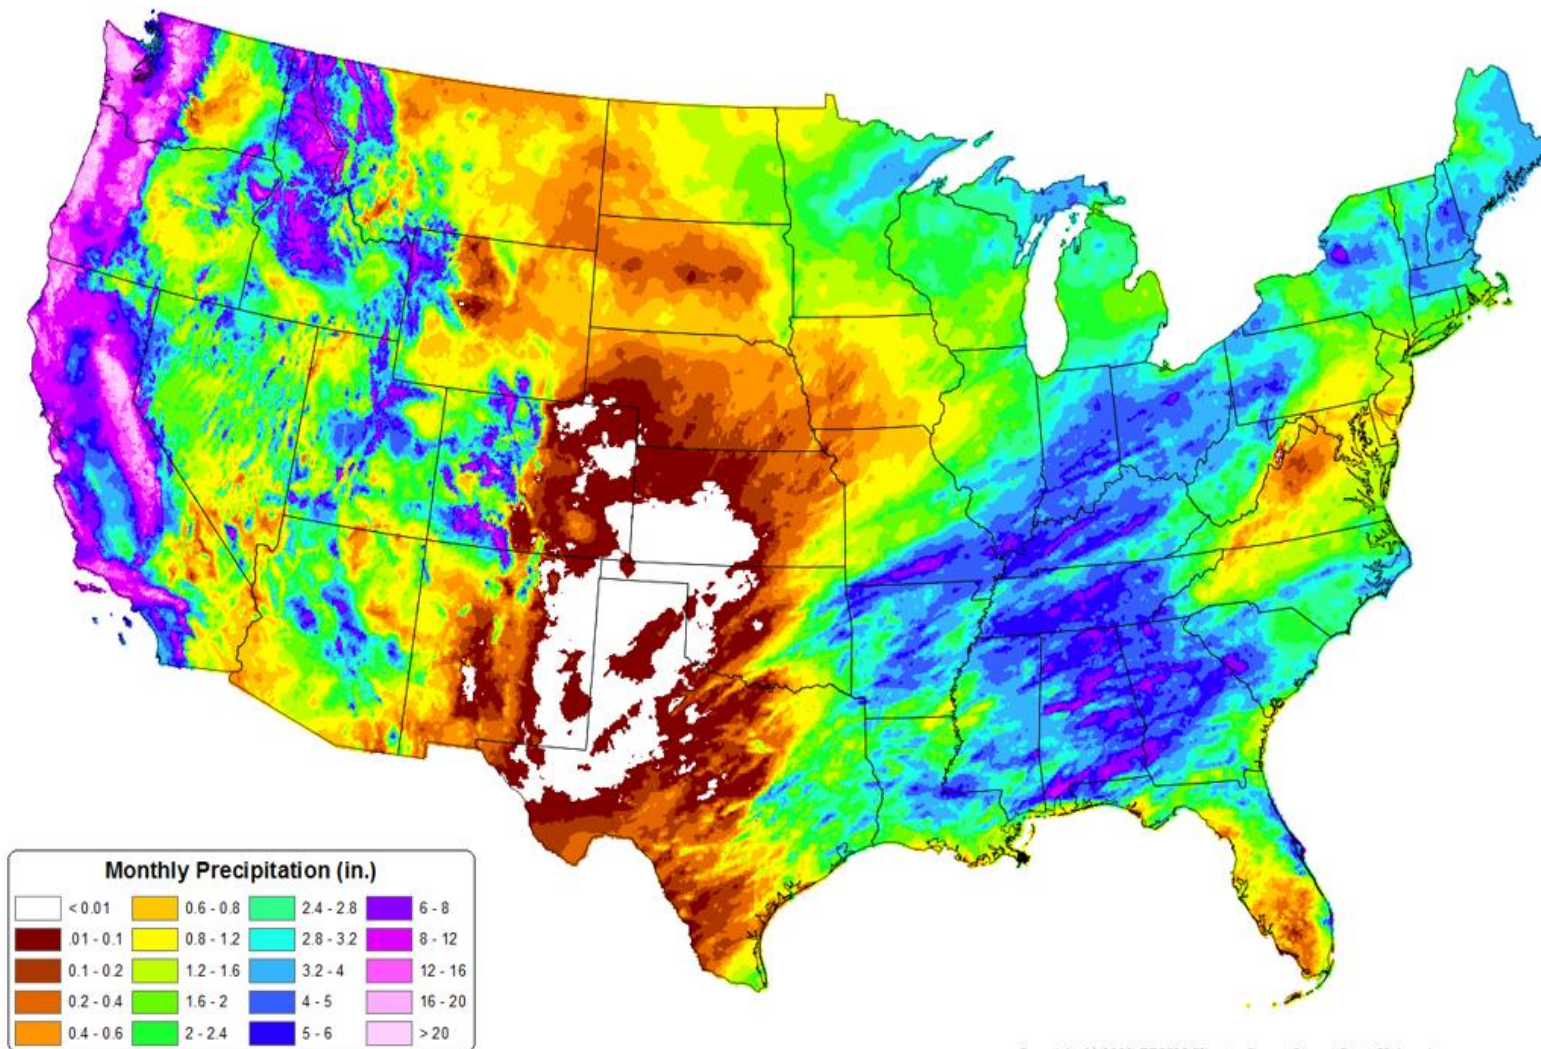 Monthly Precipitation (in.)
< 0.01 0.6 - 0.8 2.4 - 2.8 6 - 8
.01 - 0.1 0.8 - 1.2 2.8 - 3.2 8 - 12
0.1 - 0.2 1.2 - 1.6 3.2 - 4 12 - 16
0.2 - 0.4 1.6 - 2 4 - 5 16 - 20
0.4 - 0.6 2 - 2.4 5 - 6 > 20